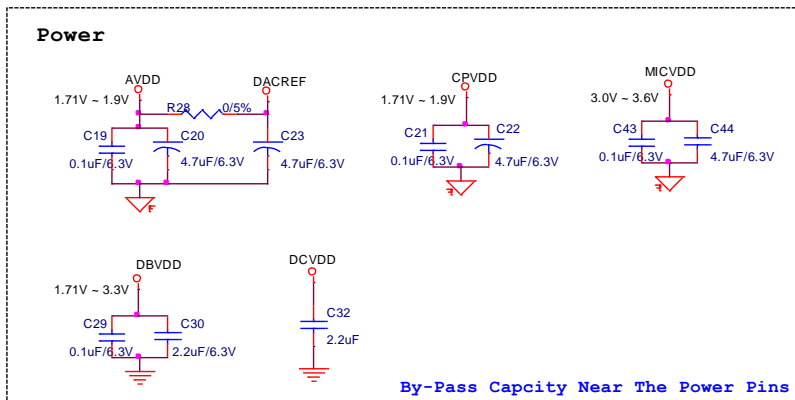 Power
AVDD
DACREF
CPVDD
MICVDD
1.71V ~ 1.9V
R28
0/5%
1.71V ~ 1.9V
3.0V ~ 3.6V
C19
C20
C23
C21
C22
C43
C44
0.1uF/6.3V
4.7uF/6.3V
4.7uF/6.3V
0.1uF/6.3V
4.7uF/6.3V
0.1uF/6.3V
4.7uF/6.3V
DBVDD
DCVDD
1.71V ~ 3.3V
C29
C30
C32
0.1uF/6.3V
2.2uF/6.3V
2.2uF
By-Pass Capcity Near The Power Pins